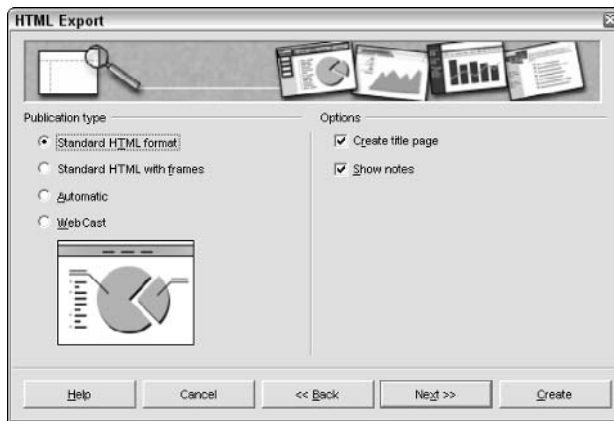 HTML Export
Publication type
Standard HTML format
Standard HTML with frames
Automatic
WebCast
Options
Create title page
Show notes
Help
Cancel
<< Back
Next >>
Create